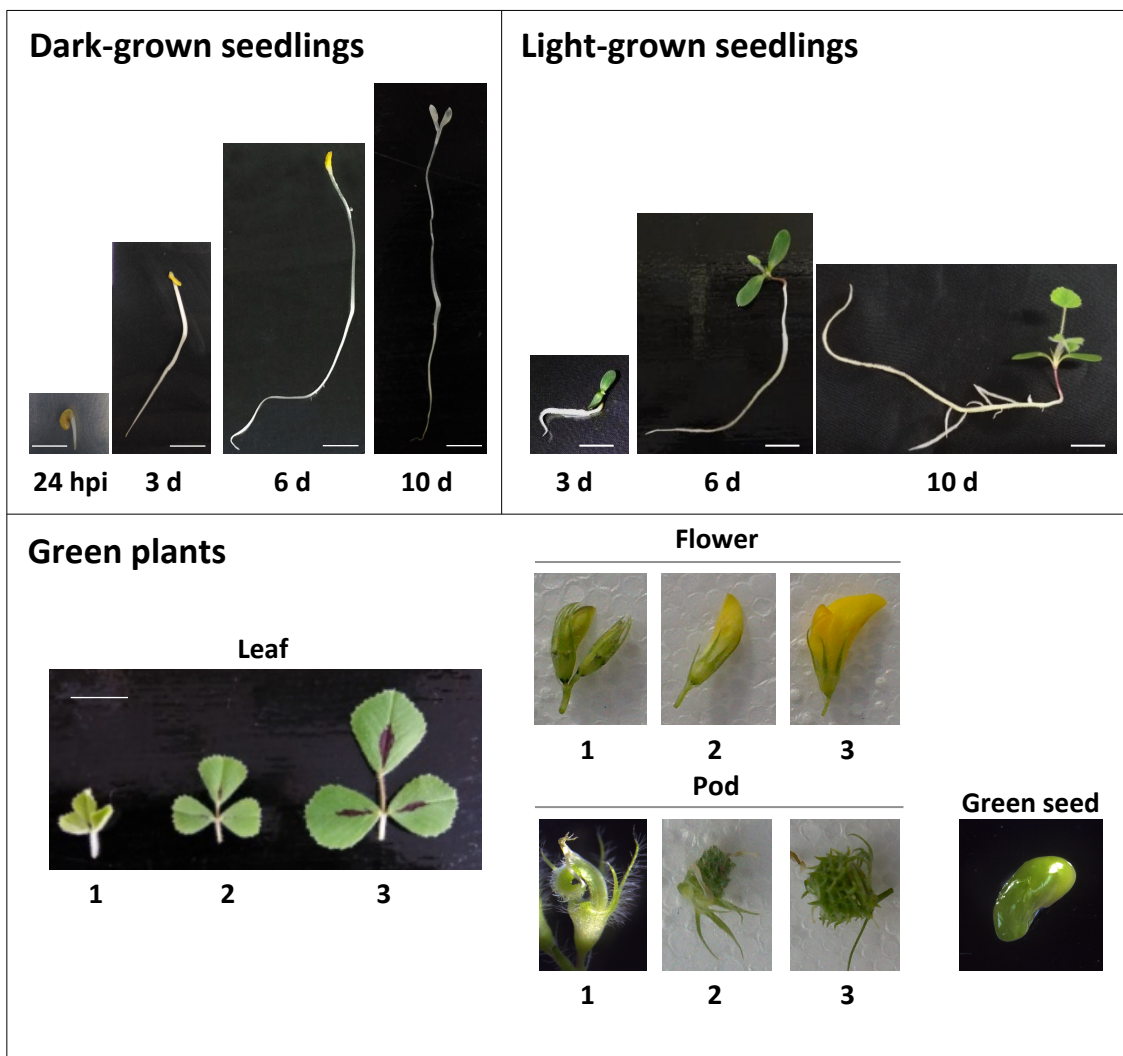 Dark-grown seedlings
24 hpi 3 d 6 d 10 d
Light-grown seedlings
3 d 6 d 10 d
Green plants
Leaf
1 2 3
Flower
1 2 3
Pod
1 2 3
Green seed